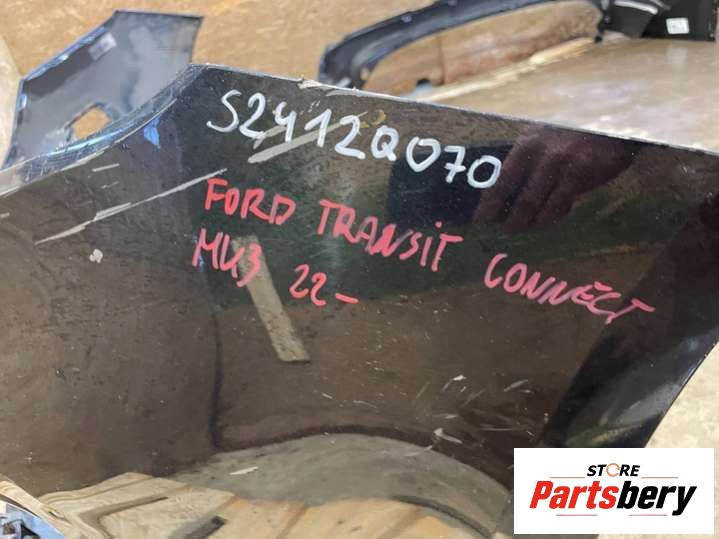 S2412Q070
FORD TRANSIT CONNECT
MK3 22-
STORE
Partsbery